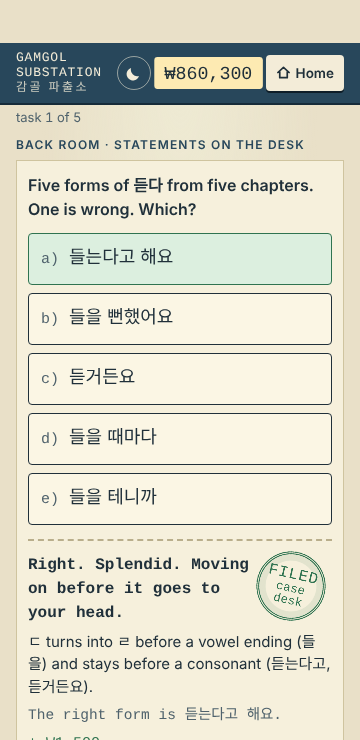 GAMGOL
SUBSTATION
감골 파출소
₩860,300
Home
task 1 of 5
BACK ROOM · STATEMENTS ON THE DESK
Five forms of 듣다 from five chapters.
One is wrong. Which?
a) 들는다고 해요
b) 들을 뻔했어요
c) 듣거든요
d) 들을 때마다
e) 들을 테니까
Right. Splendid. Moving
on before it goes to
your head.
FILED
case
desk
ㄷ turns into ㄹ before a vowel ending (들
을) and stays before a consonant (듣는다고,
듣거든요).
The right form is 듣는다고 해요.